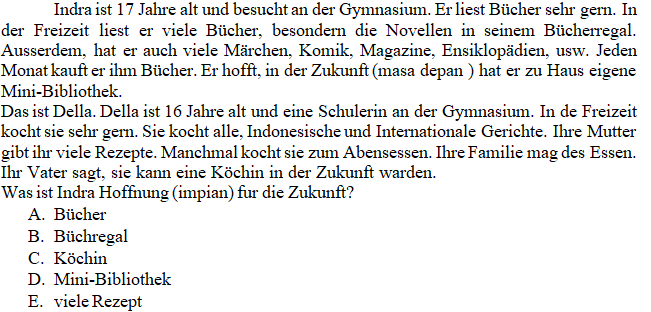 Indra ist 17 Jahre alt und besucht an der Gymnasium. Er liest Bücher sehr gern. In
der Freizeit liest er viele Bücher, besondern die Novellen in seinem Bücherregal.
Ausserdem, hat er auch viele Märchen, Komik, Magazine, Ensiklopädien, usw. Jeden
Monat kauft er ihm Bücher. Er hofft, in der Zukunft (masa depan ) hat er zu Haus eigene
Mini-Bibliothek.
Das ist Della. Della ist 16 Jahre alt und eine Schulerin an der Gymnasium. In de Freizeit
kocht sie sehr gern. Sie kocht alle, Indonesische und Internationale Gerichte. Ihre Mutter
gibt ihr viele Rezepte. Manchmal kocht sie zum Abensessen. Ihre Familie mag des Essen.
Ihr Vater sagt, sie kann eine Köchin in der Zukunft warden.
Was ist Indra Hoffnung (impian) fur die Zukunft?
A. Bücher
B. Büchregal
C. Köchin
D. Mini-Bibliothek
E. viele Rezept